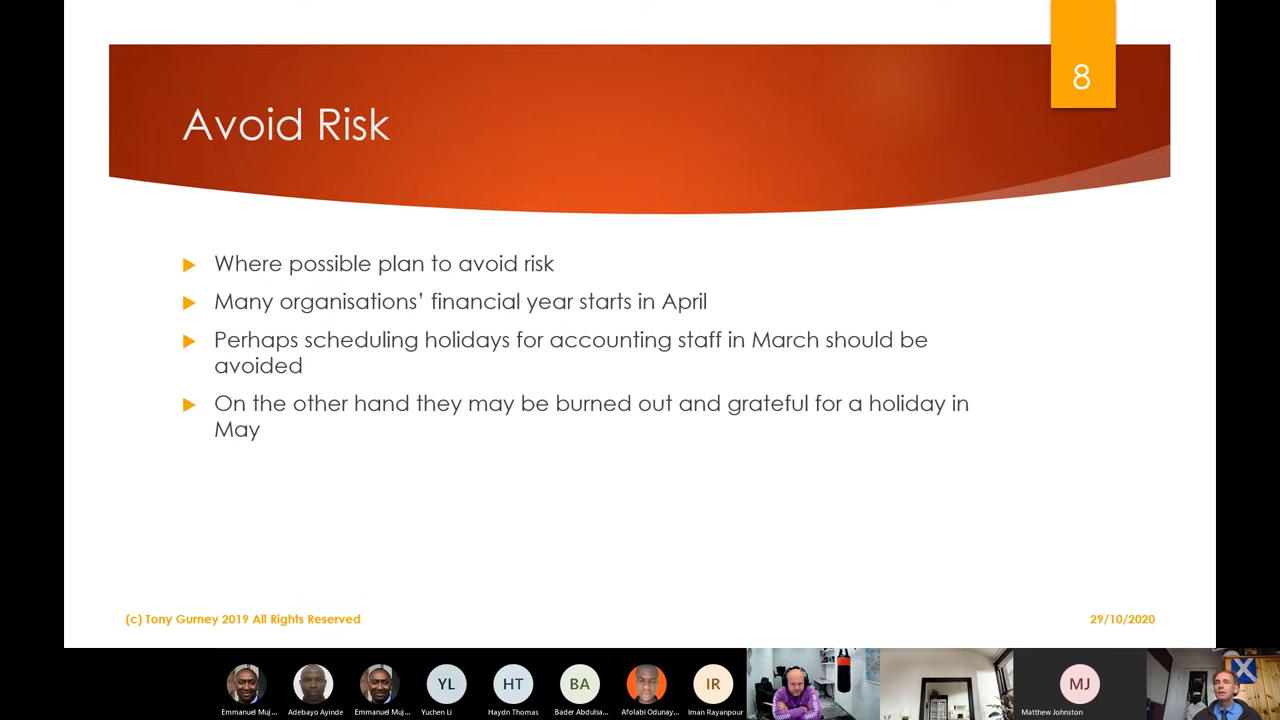 8
Avoid Risk
Where possible plan to avoid risk
Many organisations’ financial year starts in April
Perhaps scheduling holidays for accounting staff in March should be
avoided
On the other hand they may be burned out and grateful for a holiday in
May
(c) Tony Gurney 2019 All Rights Reserved
29/10/2020
YL
HT
BA
IR
MJ
Emmanuel Muj...
Adebayo Ayinde
Emmanuel Muj...
Yuchen Li
Haydn Thomas
Bader Abdulsa...
Afolabi Odunay...
Iman Rayanpour
Matthew Johnston